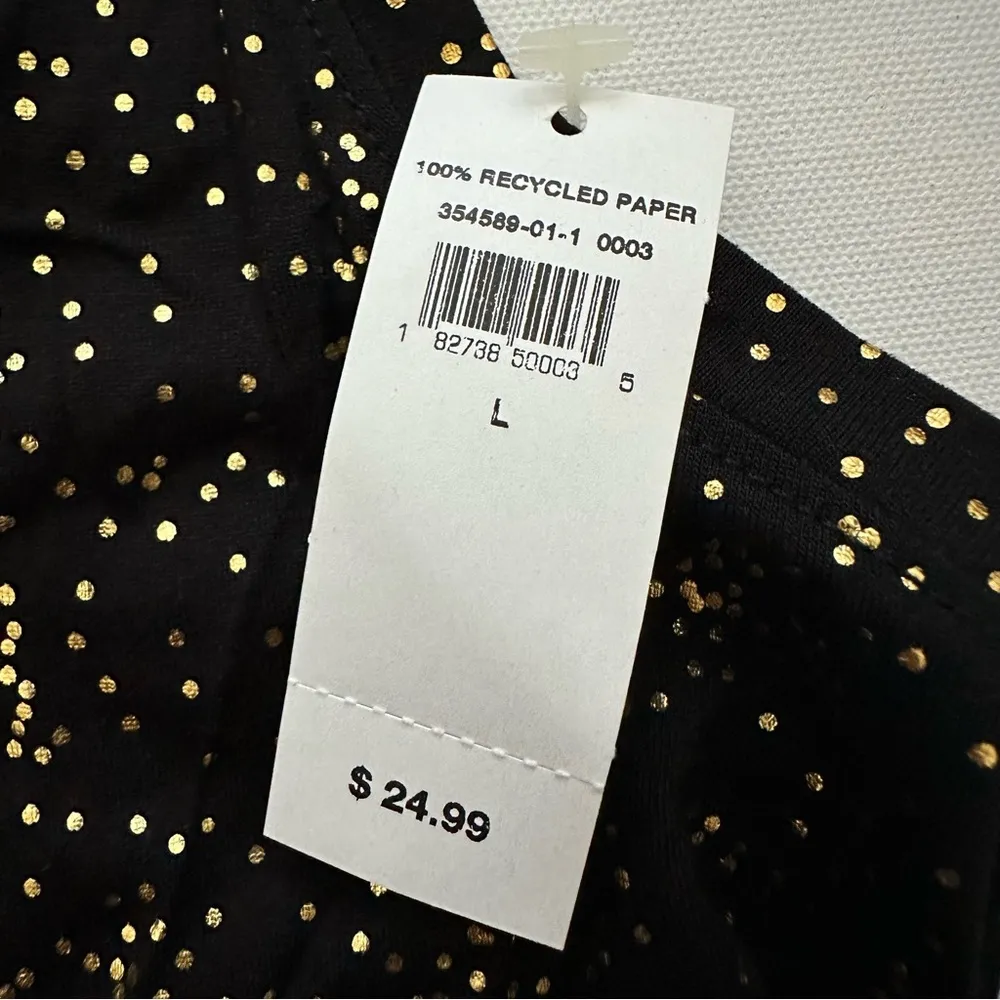 100% RECYCLED PAPER
354589-01-1 0003
1 82738 50003 5
L
$ 24.99